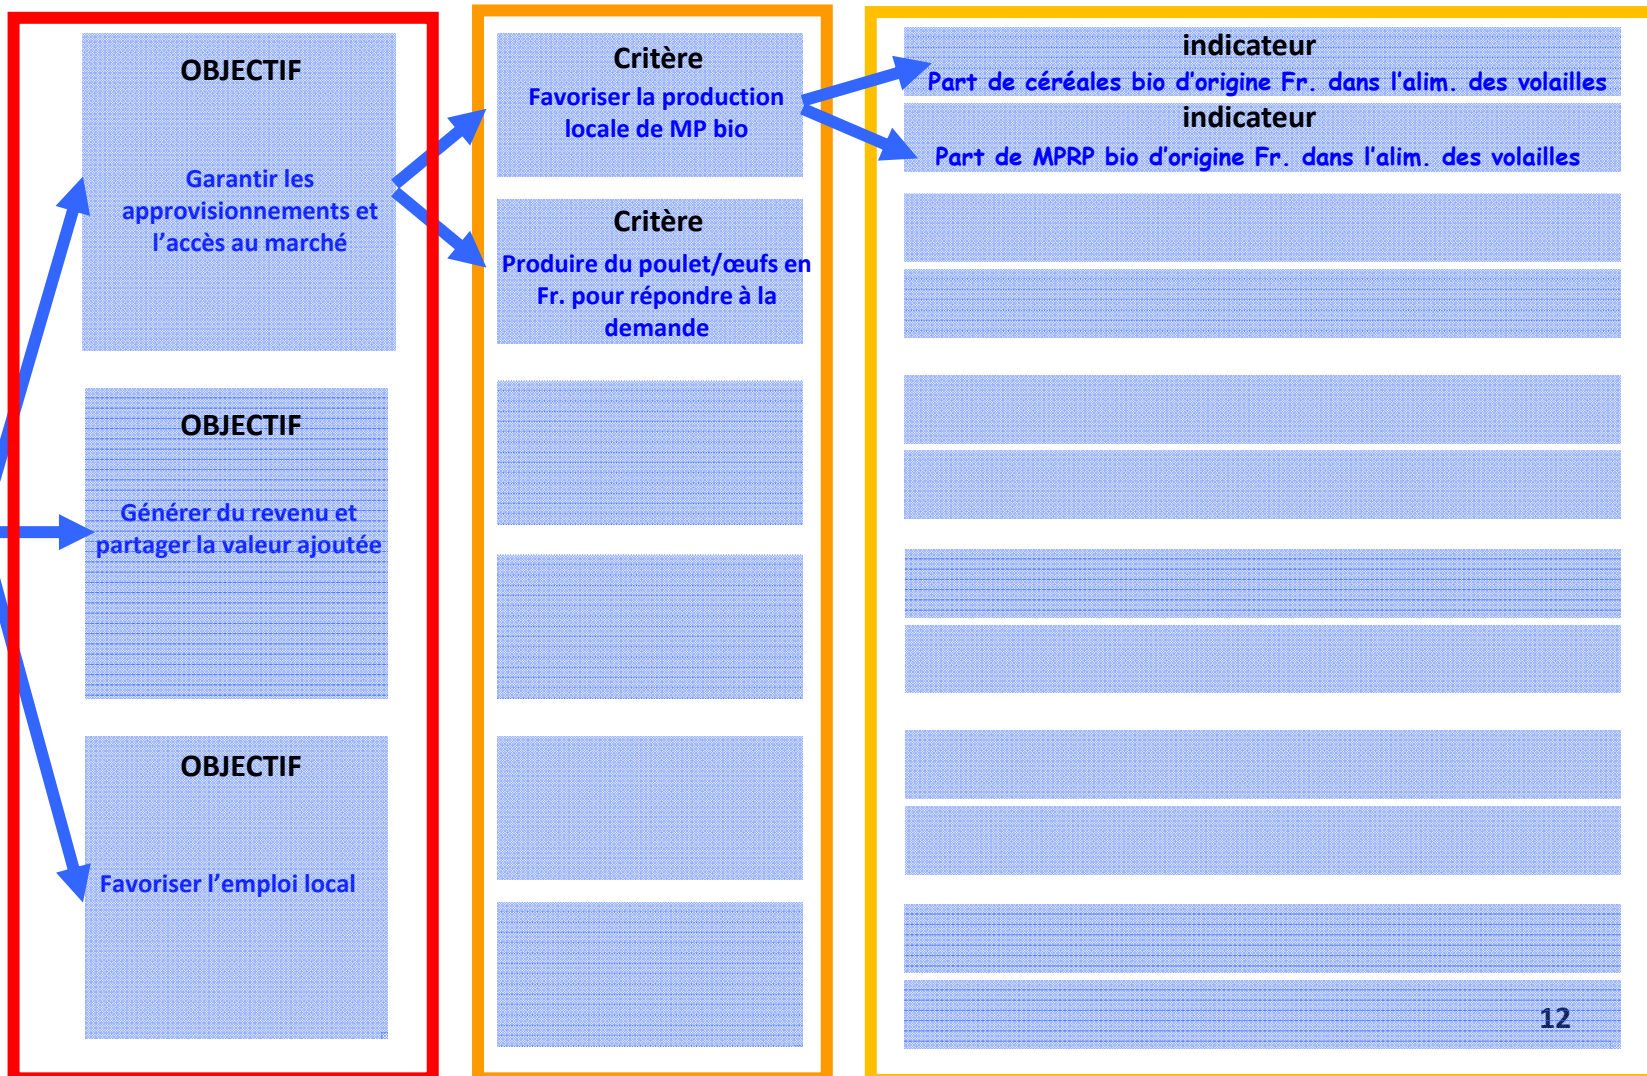 OBJECTIF
Garantir les
approvisionnements et
l'accès au marché
OBJECTIF
Générer du revenu et
partager la valeur ajoutée
OBJECTIF
Favoriser l'emploi local
Critère
Favoriser la production
locale de MP bio
Critère
Produire du poulet/œufs en
Fr. pour répondre à la
demande
indicateur
Part de céréales bio d'origine Fr. dans l'alim. des volailles
indicateur
Part de MPRP bio d'origine Fr. dans l'alim. des volailles
12